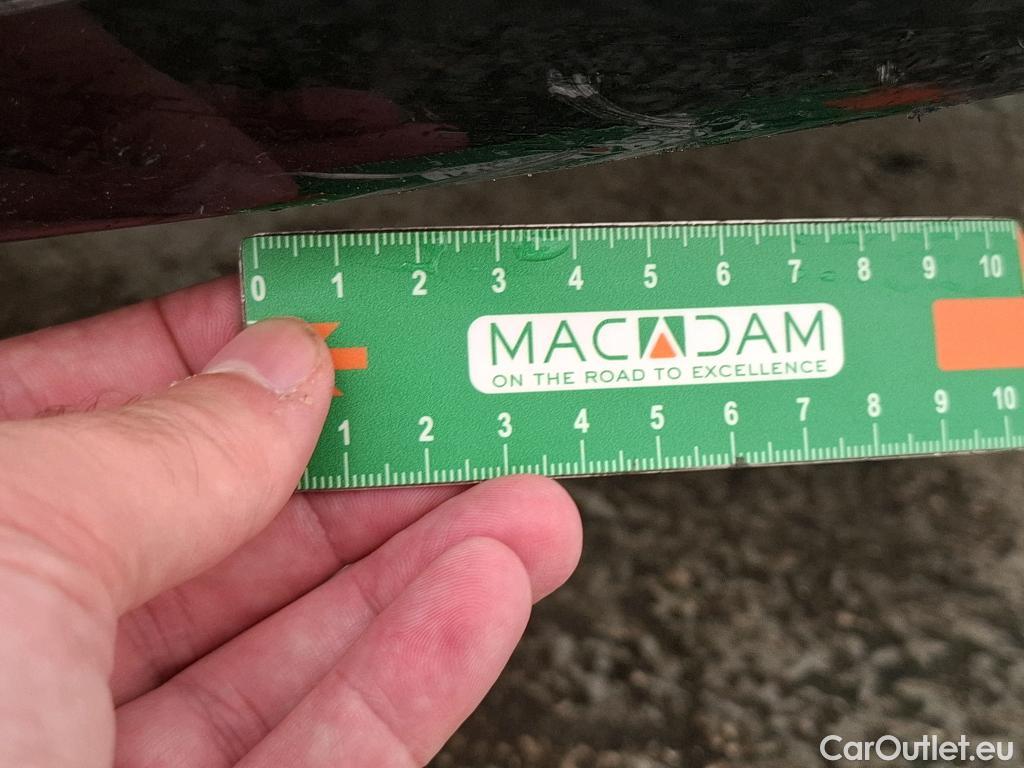 0 1 2 3 4 5 6 7 8 9 10
MACADAM
ON THE ROAD TO EXCELLENCE
1 2 3 4 5 6 7 8 9 10
CarOutlet.eu